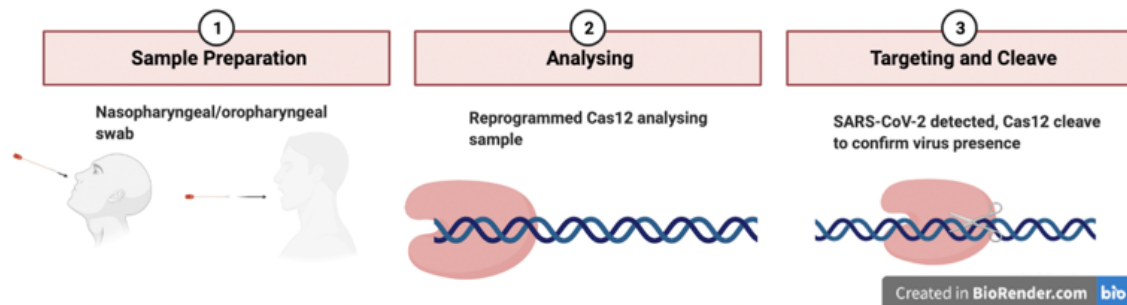 1
Sample Preparation
Nasopharyngeal/oropharyngeal
swab
2
Analysing
Reprogrammed Cas12 analysing
sample
3
Targeting and Cleave
SARS-CoV-2 detected, Cas12 cleave
to confirm virus presence
Created in BioRender.com bio